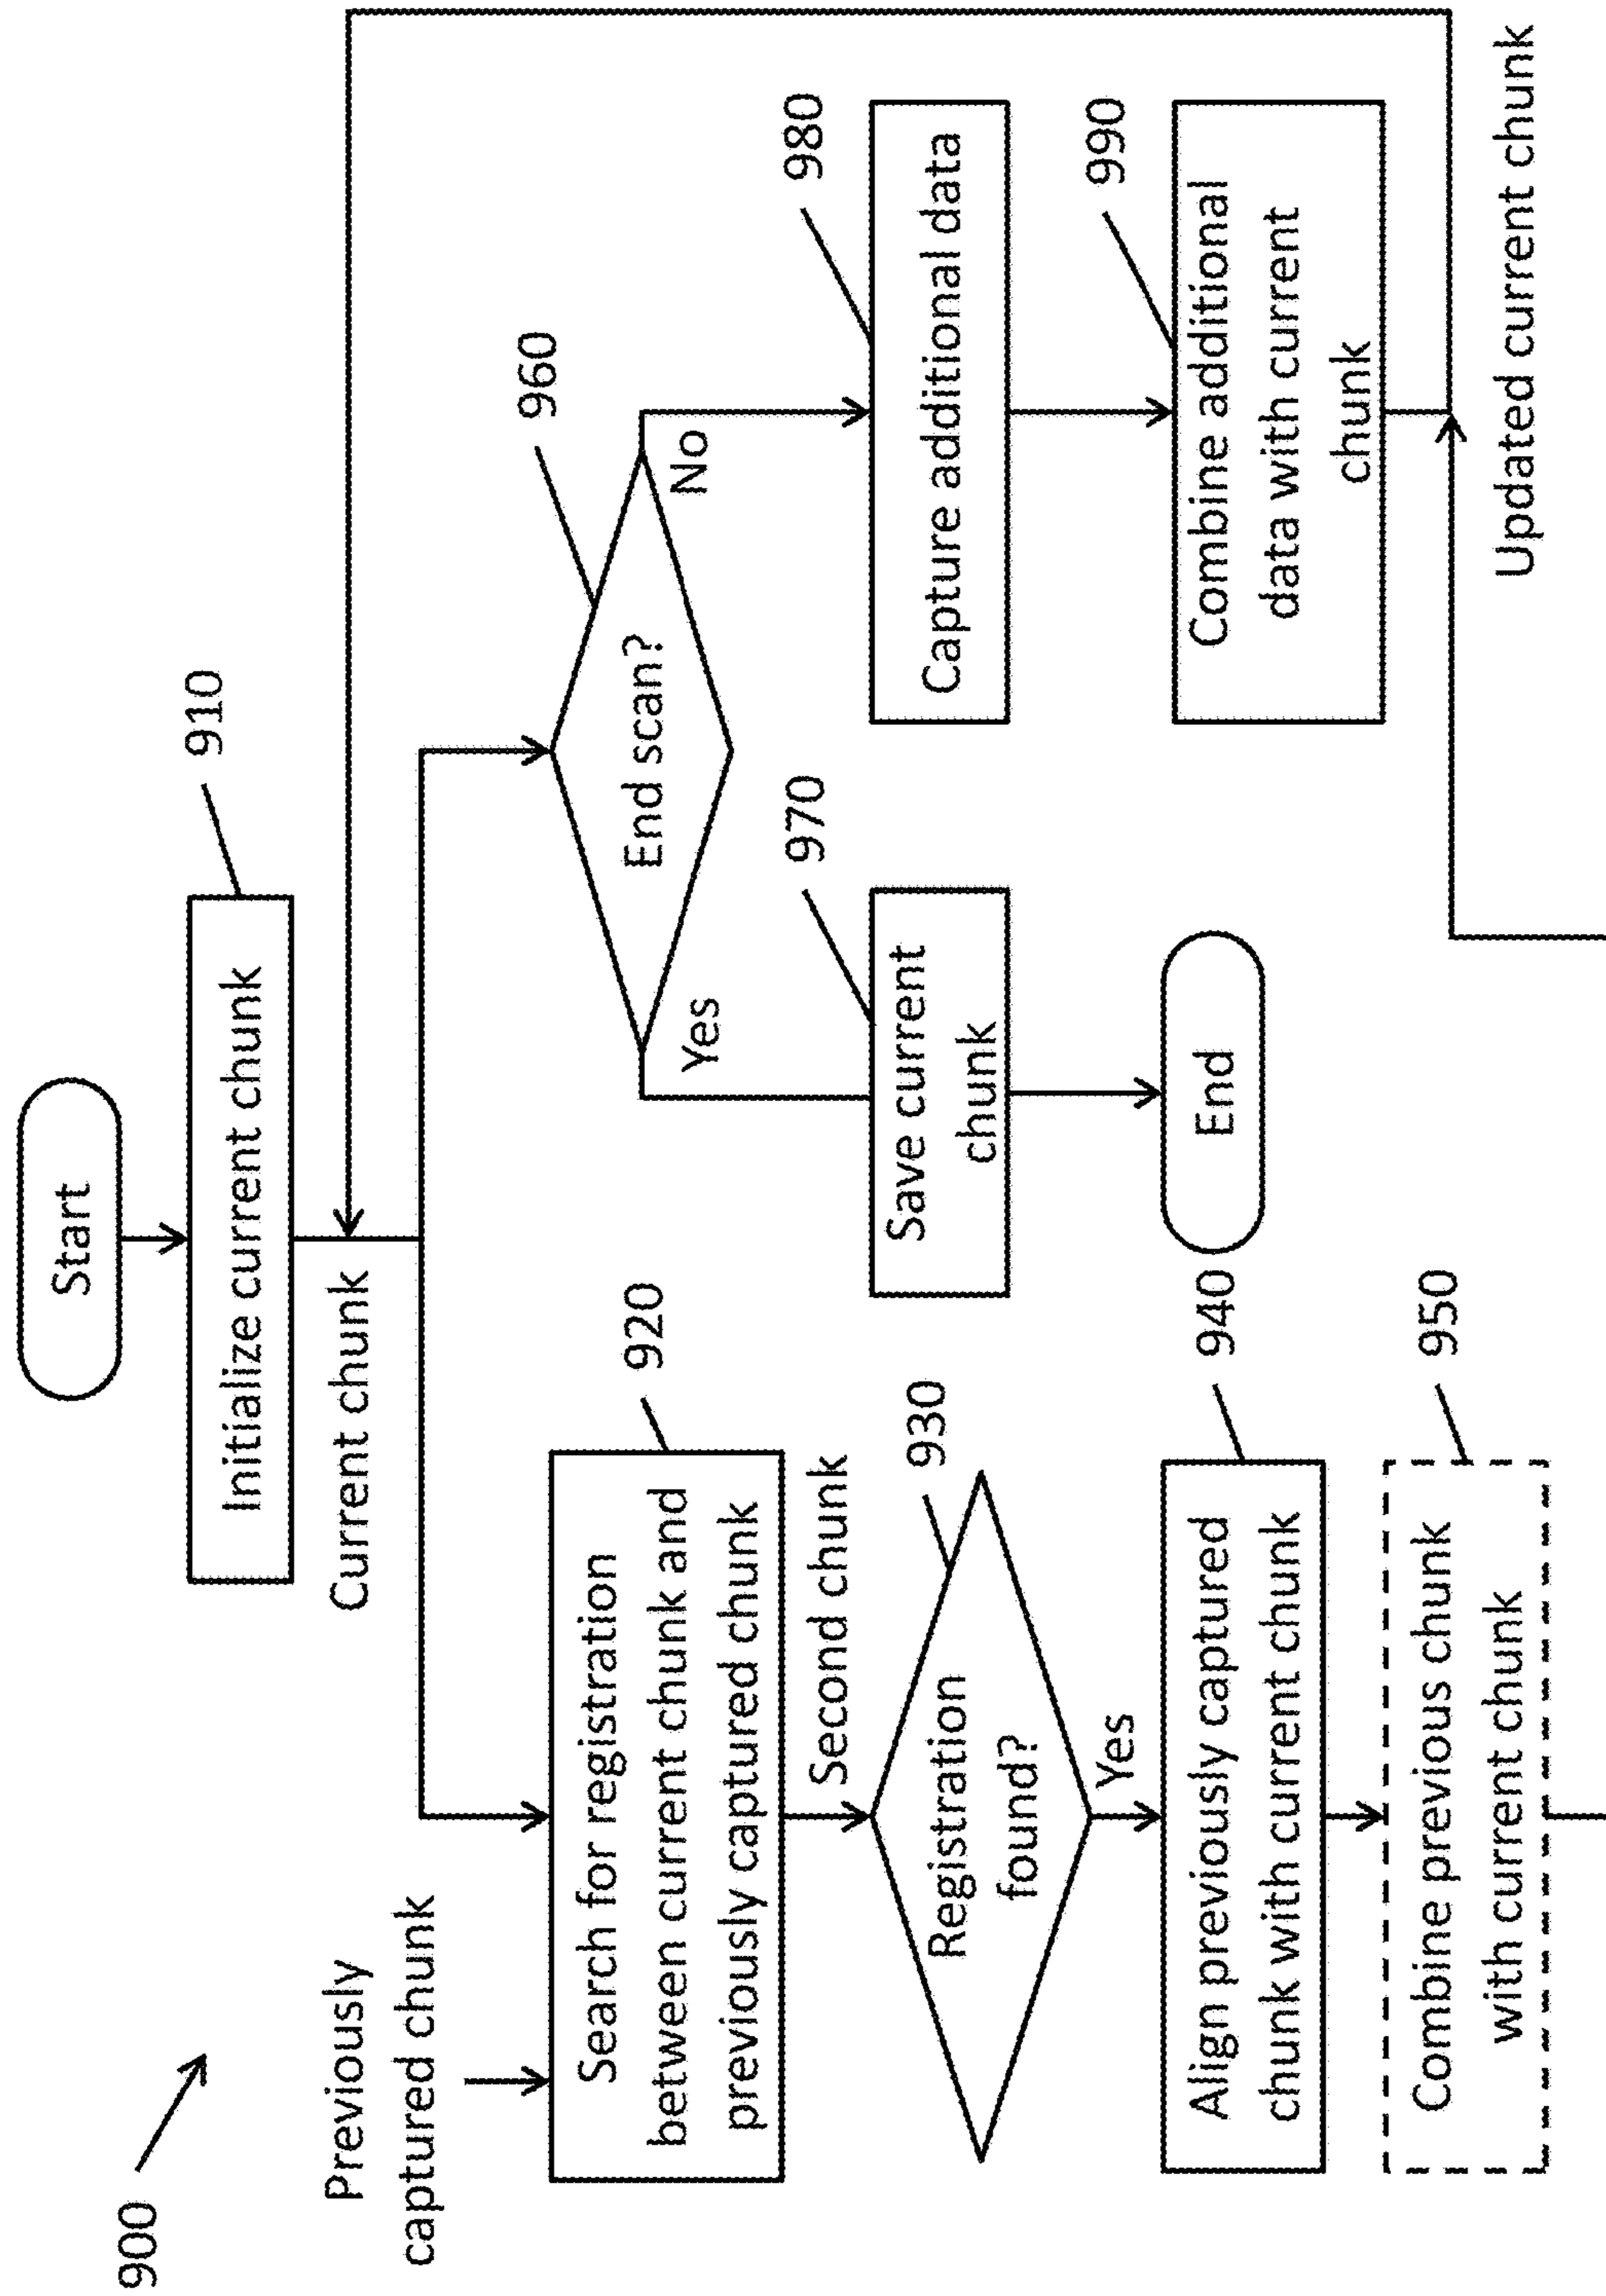 900
Start
910
Initialize current chunk
Current chunk
Previously
captured chunk
920
Search for registration
between current chunk and
previously captured chunk
Second chunk
930
Registration
found?
Yes
940
Align previously captured
chunk with current chunk
950
Combine previous chunk
with current chunk
960
End scan?
Yes
No
970
Save current
chunk
End
980
Capture additional data
990
Combine additional
data with current
chunk
Updated current chunk